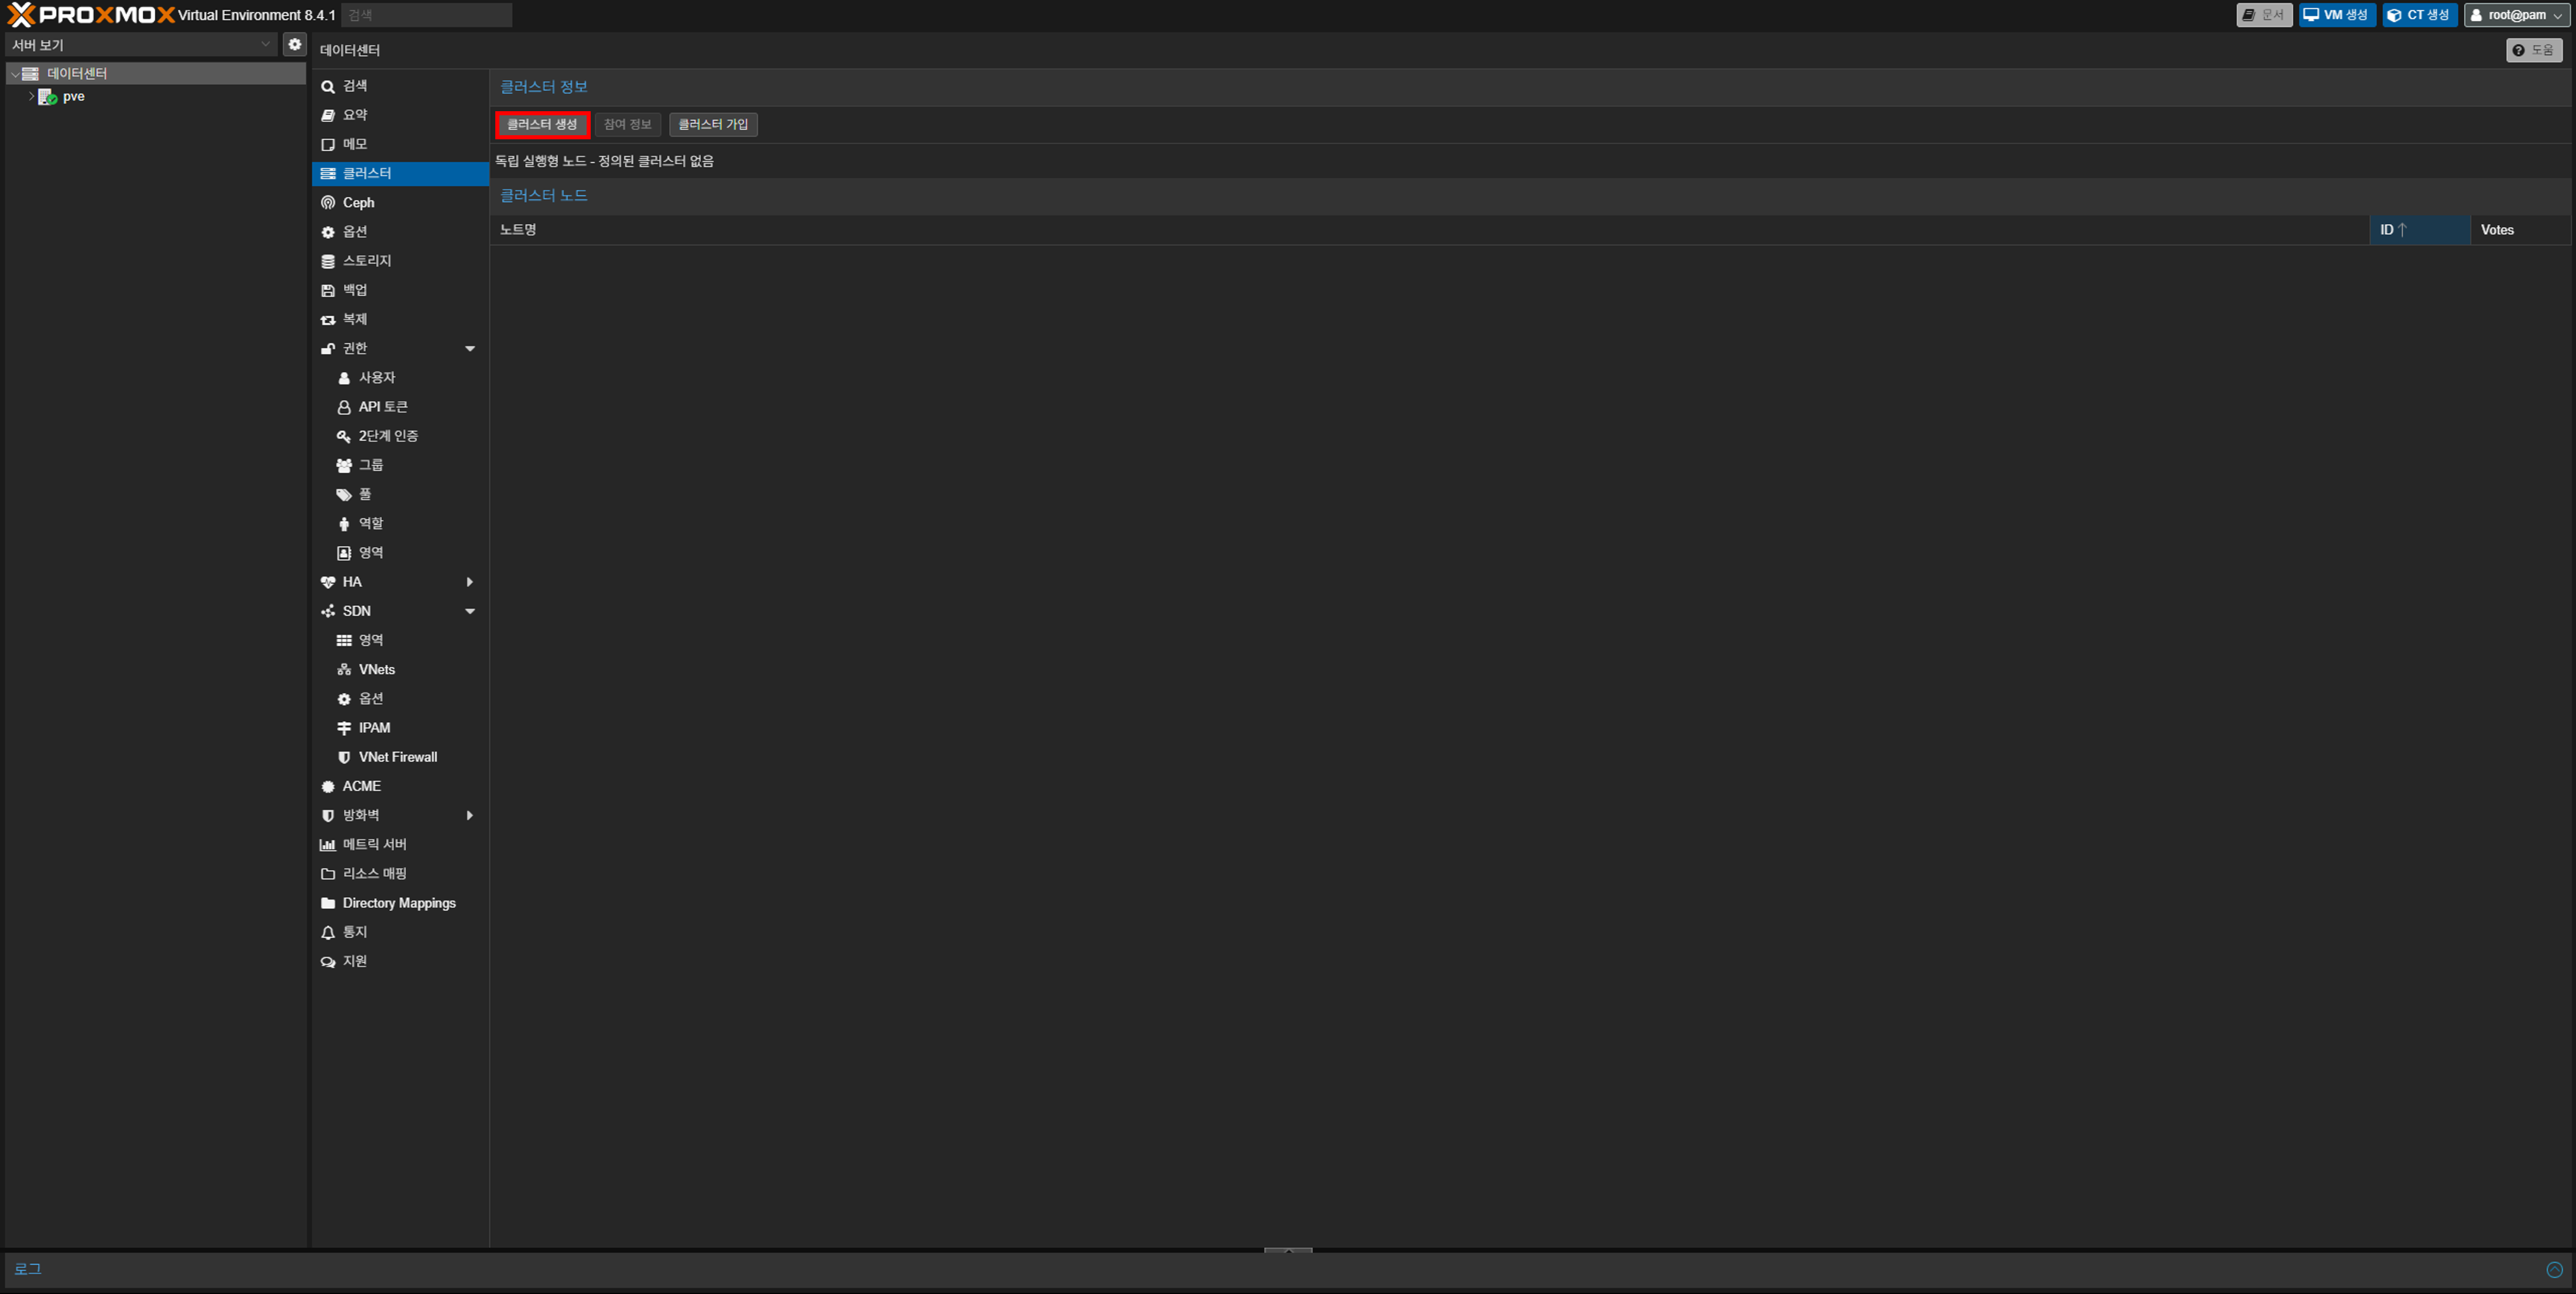 PROXMOX Virtual Environment 8.4.1 검색 문서 VM 생성 CT 생성 root@pam
서버 보기
데이터센터
pve
데이터센터 도움
검색
요약
메모
클러스터
Ceph
옵션
스토리지
백업
복제
권한
사용자
API 토큰
2단계 인증
그룹
풀
역할
영역
HA
SDN
영역
VNets
옵션
IPAM
VNet Firewall
ACME
방화벽
메트릭 서버
리소스 매핑
Directory Mappings
통지
지원
클러스터 정보
클러스터 생성 참여 정보 클러스터 가입
독립 실행형 노드 - 정의된 클러스터 없음
클러스터 노드
노트명 ID Votes
로그